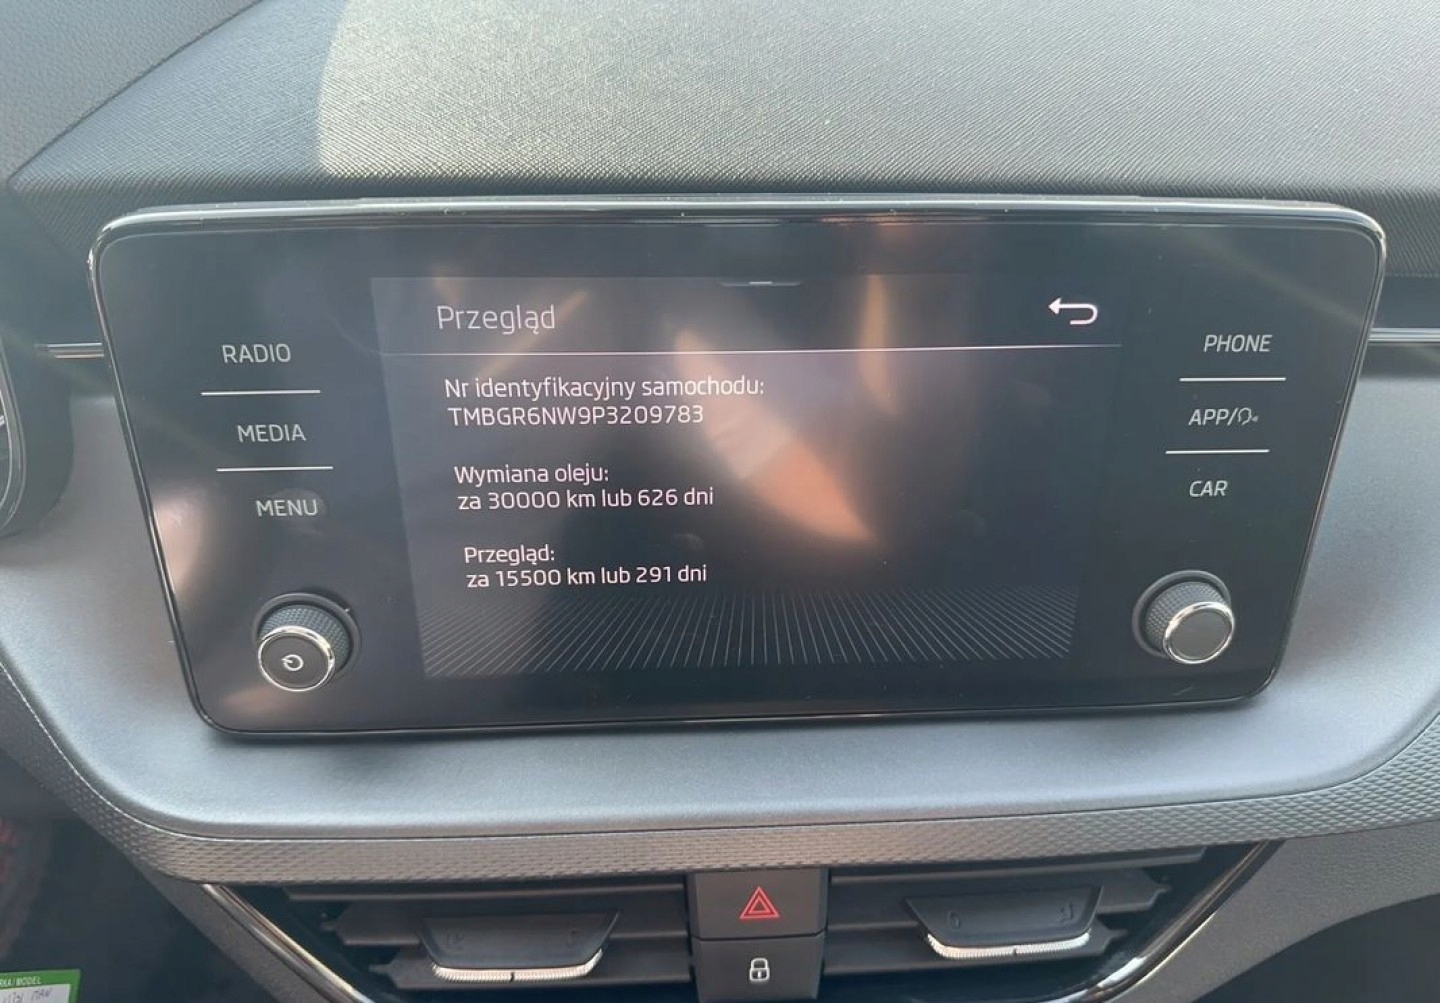 Przegląd
RADIO
MEDIA
MENU
Nr identyfikacyjny samochodu:
TMBGR6NW9P3209783
Wymiana oleju:
za 30000 km lub 626 dni
Przegląd:
za 15500 km lub 291 dni
PHONE
APP/
CAR
/MODEL